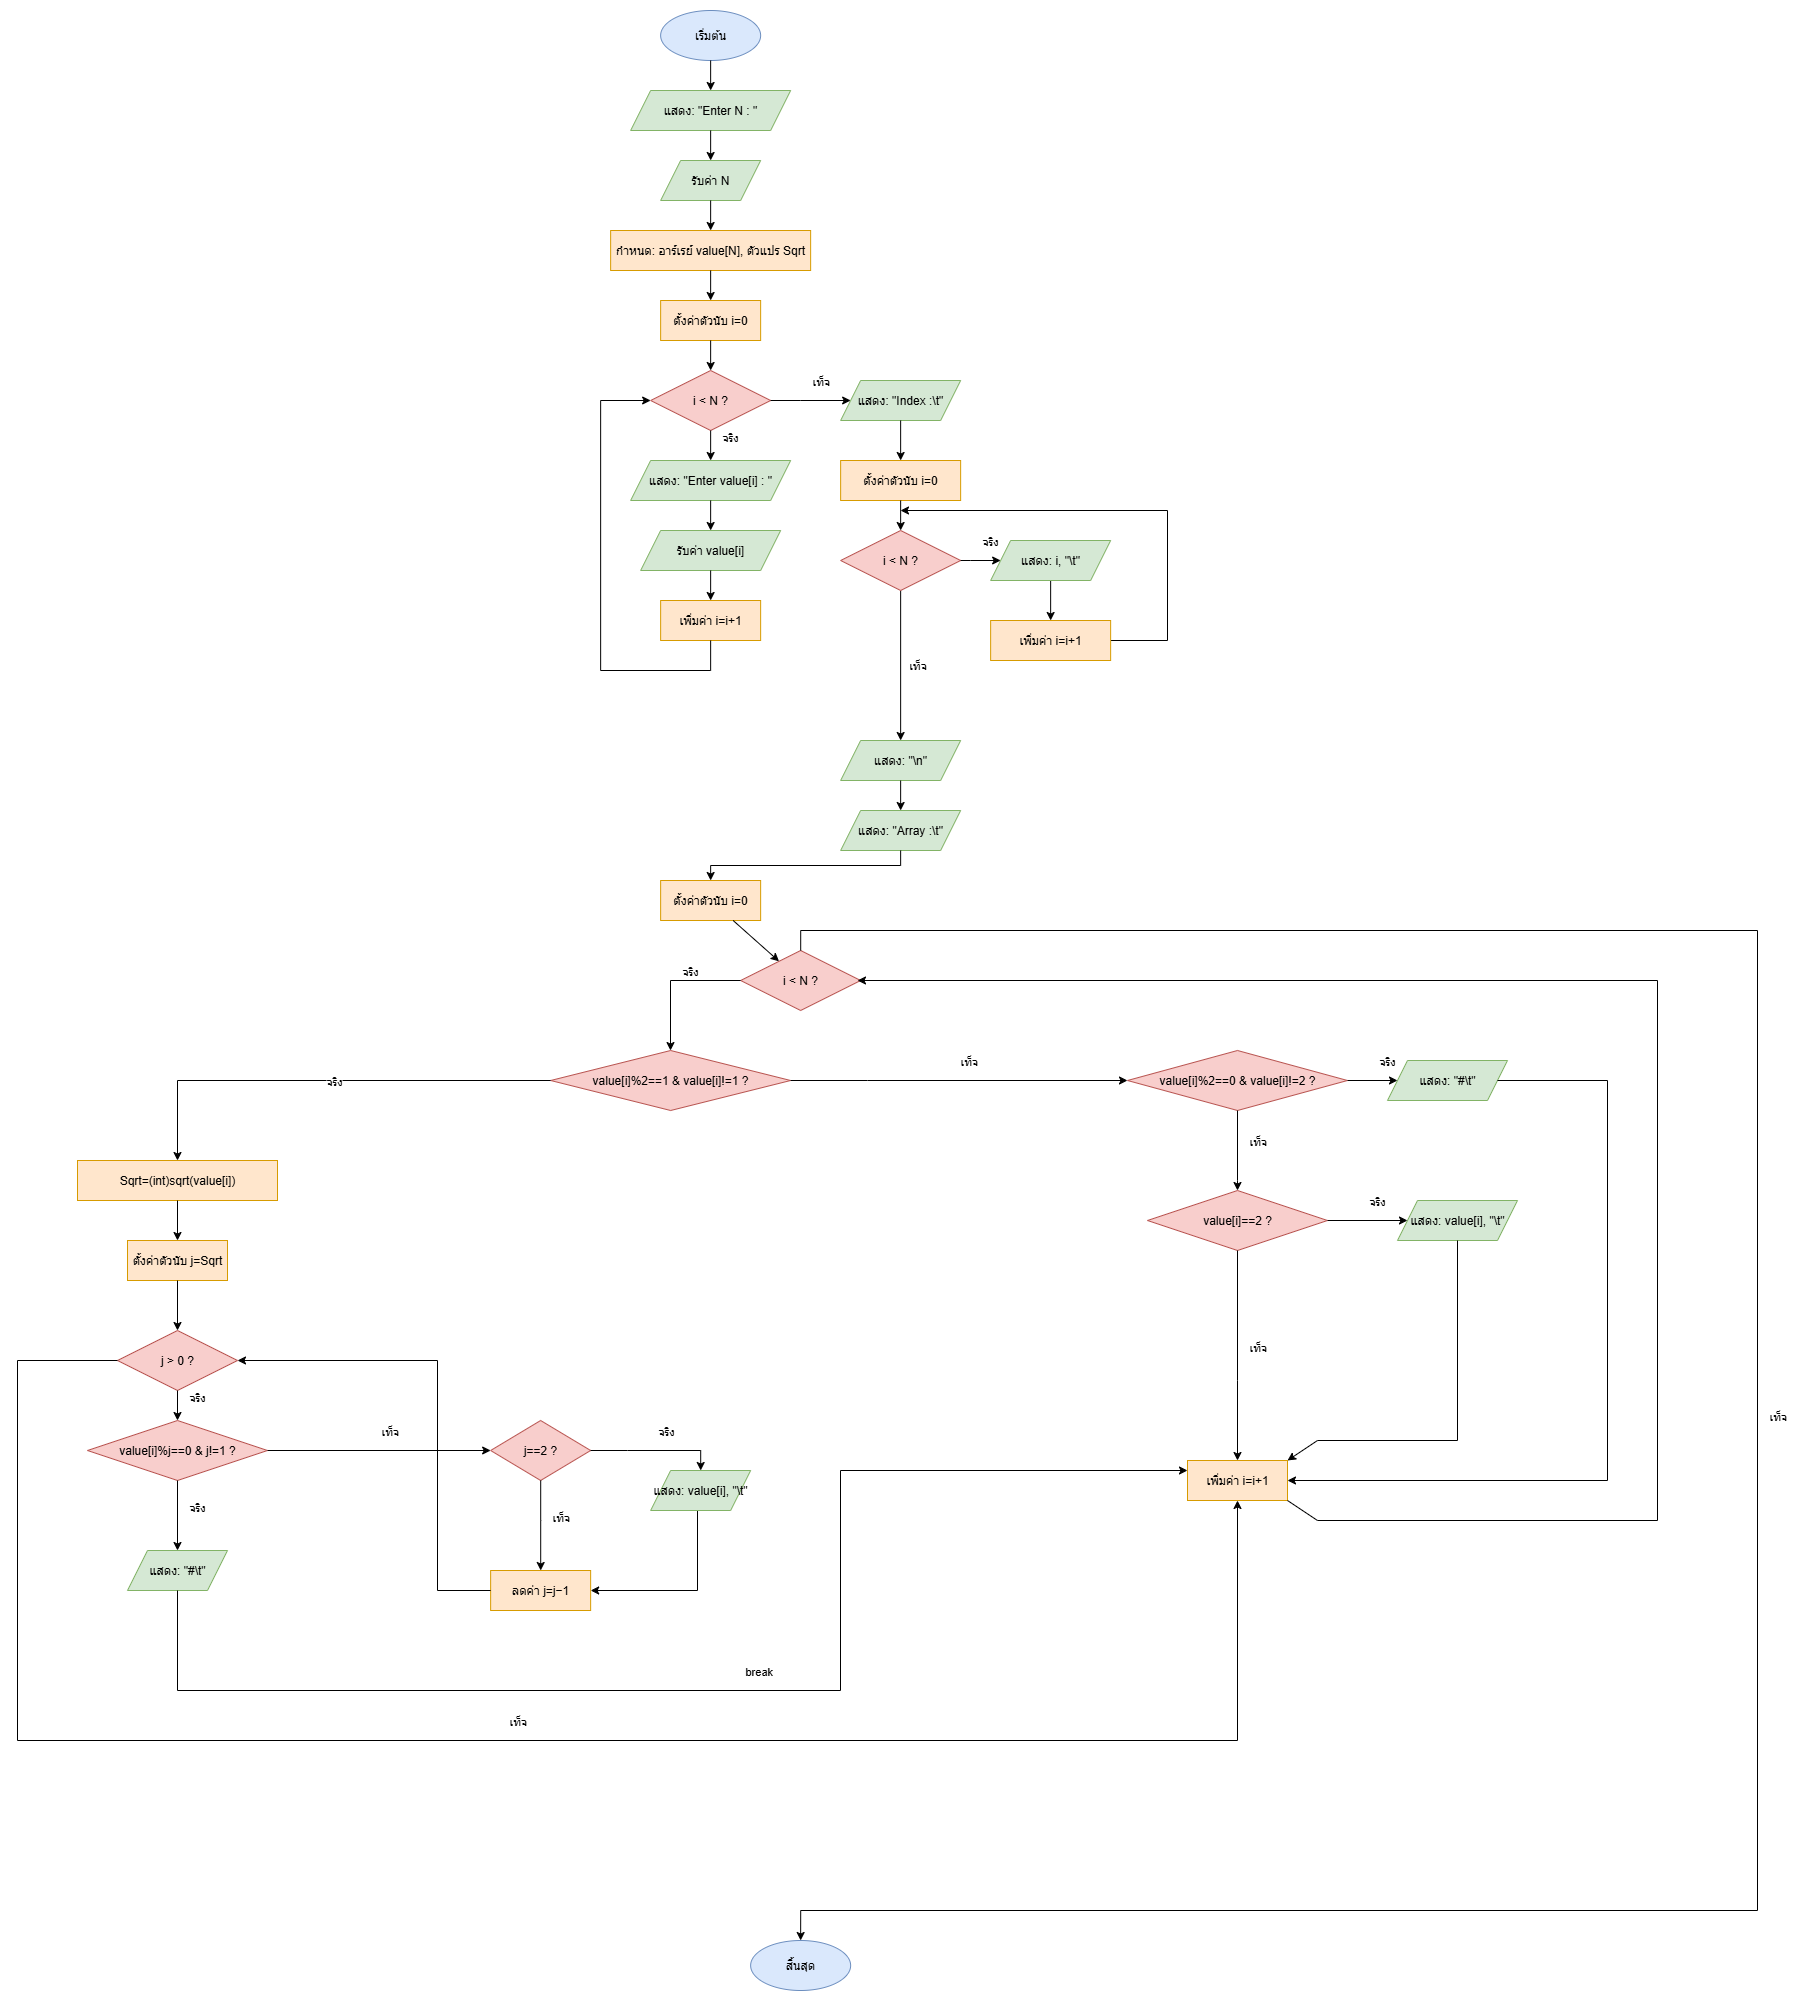 เริ่มต้น
แสดง: "Enter N : "
รับค่า N
กำหนด: อาร์เรย์ value[N], ตัวแปร Sqrt
ตั้งค่าตัวนับ i=0
i < N ?
เท็จ
แสดง: "Index :\t"
จริง
แสดง: "Enter value[i] : "
ตั้งค่าตัวนับ i=0
รับค่า value[i]
i < N ?
จริง
แสดง: i, "\t"
เพิ่มค่า i=i+1
เพิ่มค่า i=i+1
เท็จ
แสดง: "\n"
แสดง: "Array :\t"
ตั้งค่าตัวนับ i=0
i < N ?
จริง
value[i]%2==1 & value[i]!=1 ?
เท็จ
value[i]%2==0 & value[i]!=2 ?
จริง
แสดง: "#\t"
จริง
เท็จ
Sqrt=(int)sqrt(value[i])
value[i]==2 ?
จริง
แสดง: value[i], "\t"
ตั้งค่าตัวนับ j=Sqrt
เท็จ
j > 0 ?
จริง
เท็จ
value[i]%j==0 & j!=1 ?
เท็จ
j==2 ?
จริง
แสดง: value[i], "\t"
เพิ่มค่า i=i+1
จริง
เท็จ
แสดง: "#\t"
ลดค่า j=j−1
break
เท็จ
สิ้นสุด